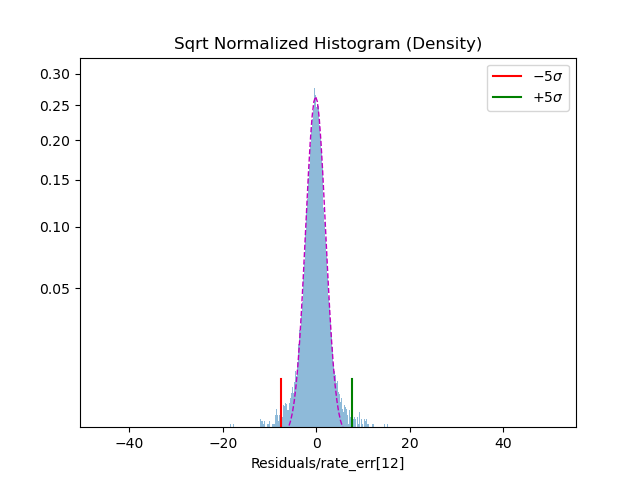 Sqrt Normalized Histogram (Density)
0.30
0.25
0.20
0.15
0.10
0.05
−5σ
+5σ
−40
−20
0
20
40
Residuals/rate_err[12]